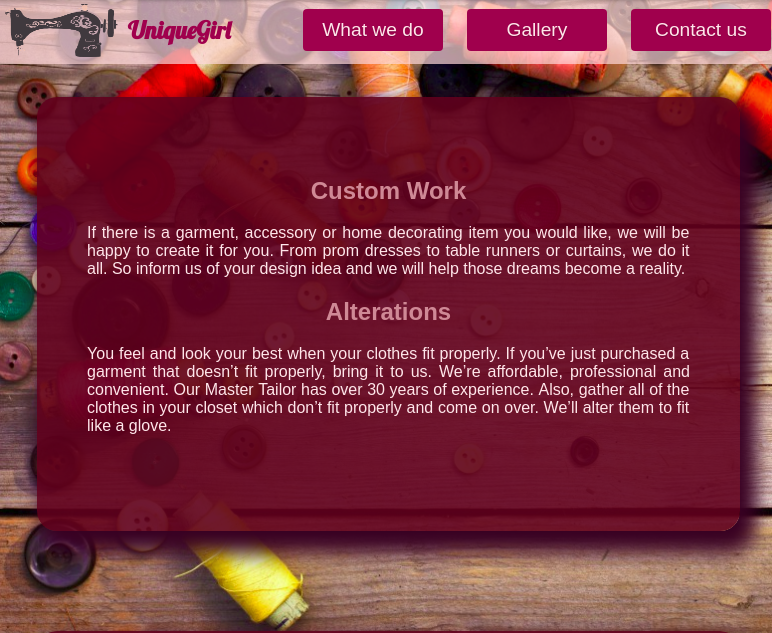 UniqueGirl
What we do
Gallery
Contact us
Custom Work
If there is a garment, accessory or home decorating item you would like, we will be
happy to create it for you. From prom dresses to table runners or curtains, we do it
all. So inform us of your design idea and we will help those dreams become a reality.
Alterations
You feel and look your best when your clothes fit properly. If you’ve just purchased a
garment that doesn’t fit properly, bring it to us. We’re affordable, professional and
convenient. Our Master Tailor has over 30 years of experience. Also, gather all of the
clothes in your closet which don’t fit properly and come on over. We’ll alter them to fit
like a glove.